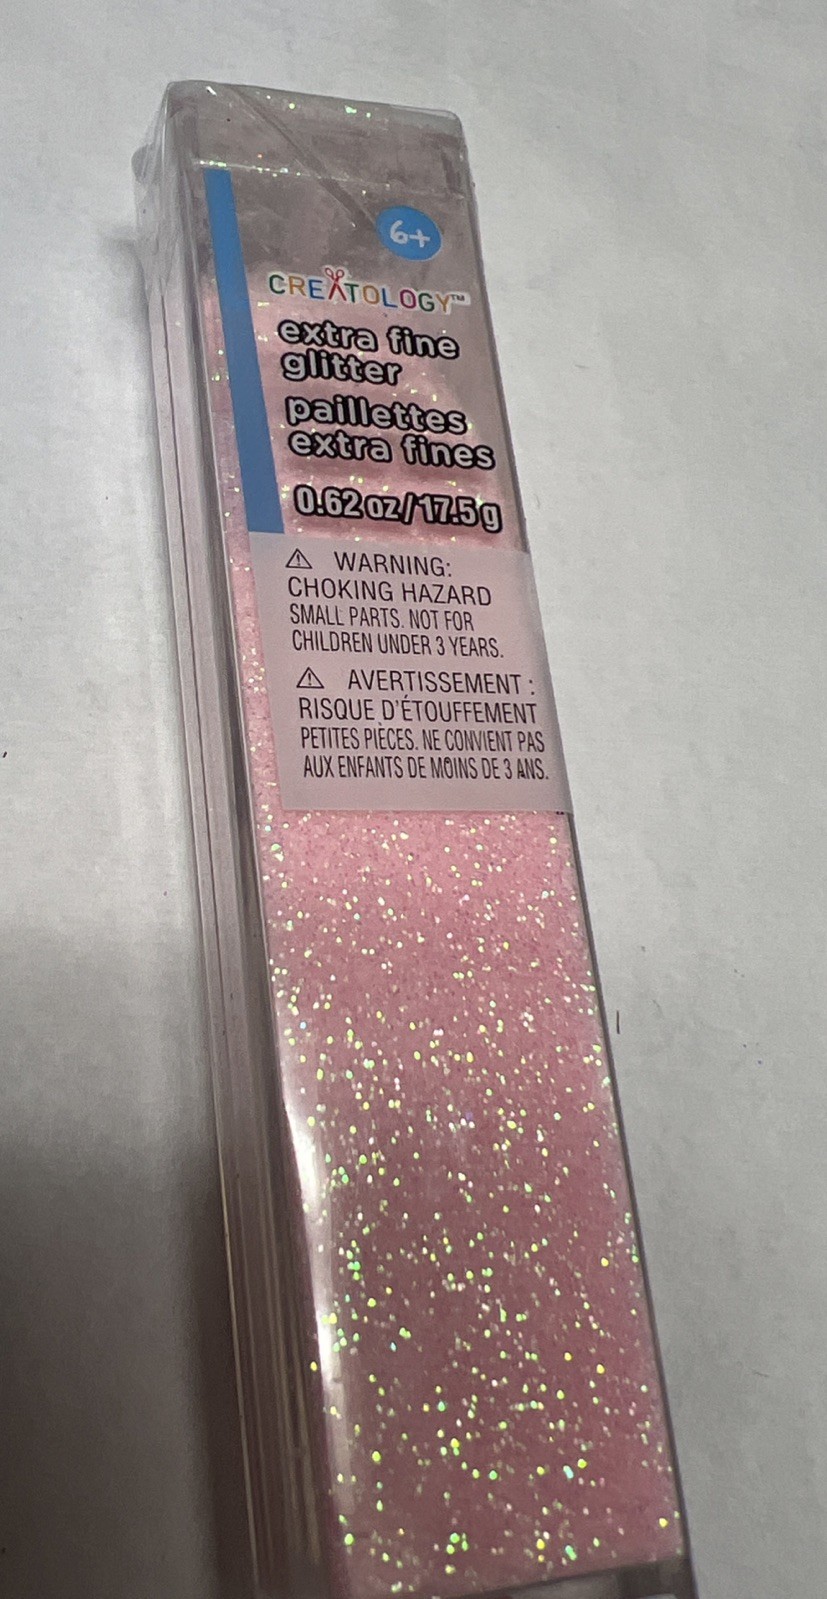 6+
CREATOLOGY™
extra fine
glitter
paillettes
extra fines
0.62 oz/17.5 g
⚠ WARNING:
CHOKING HAZARD
SMALL PARTS. NOT FOR
CHILDREN UNDER 3 YEARS.
⚠ AVERTISSEMENT :
RISQUE D'ÉTOUFFEMENT
PETITES PIÈCES. NE CONVIENT PAS
AUX ENFANTS DE MOINS DE 3 ANS.